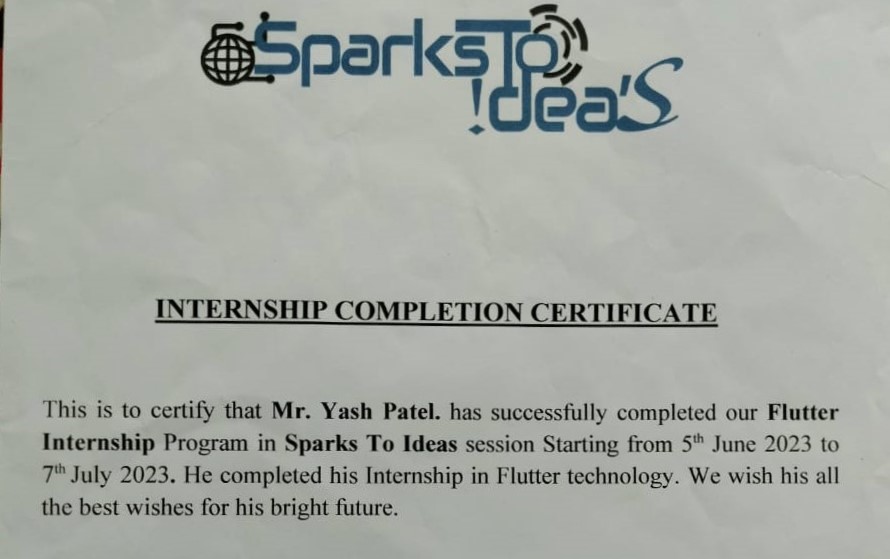 SparksTo
!dea'S
INTERNSHIP COMPLETION CERTIFICATE
This is to certify that Mr. Yash Patel. has successfully completed our Flutter
Internship Program in Sparks To Ideas session Starting from 5th June 2023 to
7th July 2023. He completed his Internship in Flutter technology. We wish his all
the best wishes for his bright future.